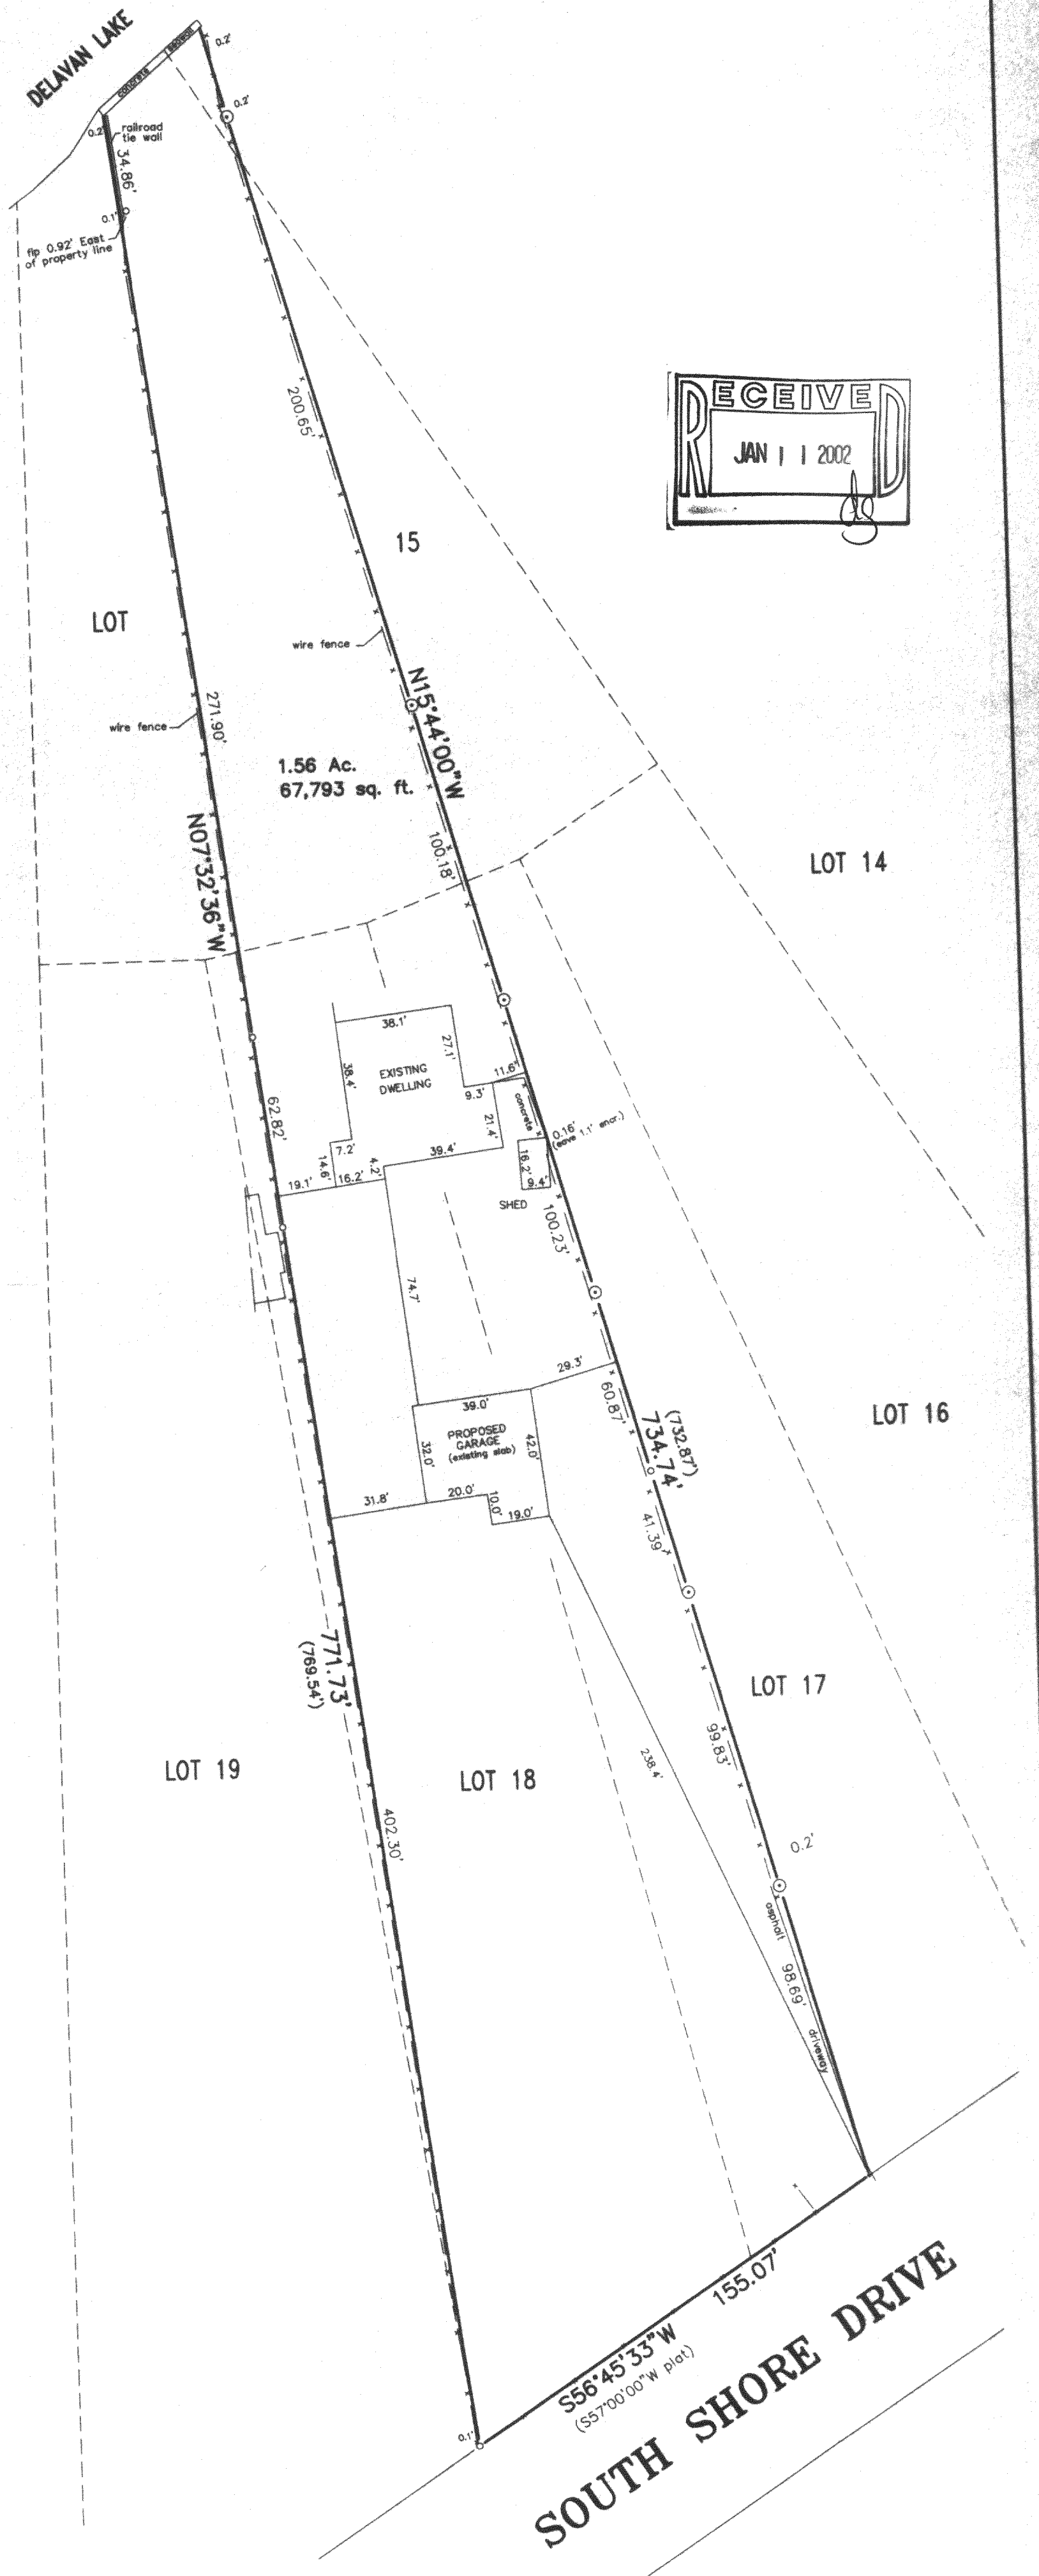 DELAVAN LAKE
concrete
seawall
0.2'
0.2'
0.2'
railroad
tie wall
34.86'
0.1'
fip 0.92' East
of property line
200.65'
RECEIVED
JAN 11 2002
15
LOT
wire fence
271.90'
wire fence
N15°44'00"W
1.56 Ac.
67,793 sq. ft.
N07°32'36"W
100.18'
LOT 14
38.1'
27.1'
38.4'
EXISTING
DWELLING
11.6'
9.3'
concrete
21.4'
0.16'
(eave 1.1' encr.)
62.82'
7.2'
39.4'
14.6'
4.2'
16.2'
19.1'
16.2'
9.4'
SHED
100.23'
74.7'
29.3'
60.87'
39.0'
PROPOSED
GARAGE
(existing slab)
32.0'
42.0'
(732.87')
734.74'
LOT 16
31.8'
20.0'
10.0'
19.0'
41.39'
771.73'
(769.54')
LOT 17
99.83'
238.4'
LOT 19
LOT 18
402.30'
0.2'
asphalt
98.69'
driveway
155.07'
S56°45'33"W
(S57°00'00"W plat)
0.1'
SOUTH SHORE DRIVE